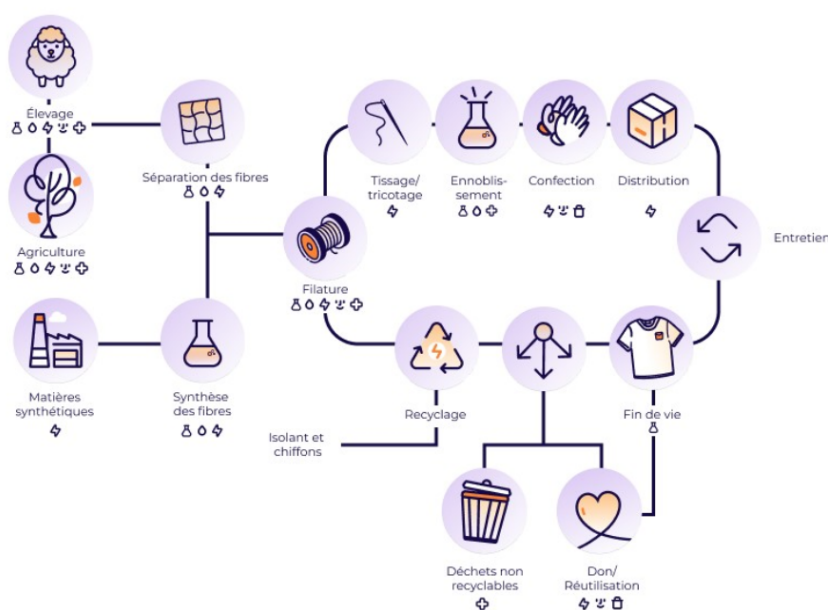 Élevage
Séparation des fibres
Agriculture
Matières
synthétiques
Synthèse
des fibres
Filature
Tissage/
tricotage
Ennoblis-
sement
Confection
Distribution
Entretien
Recyclage
Fin de vie
Isolant et
chiffons
Déchets non
recyclables
Don/
Réutilisation